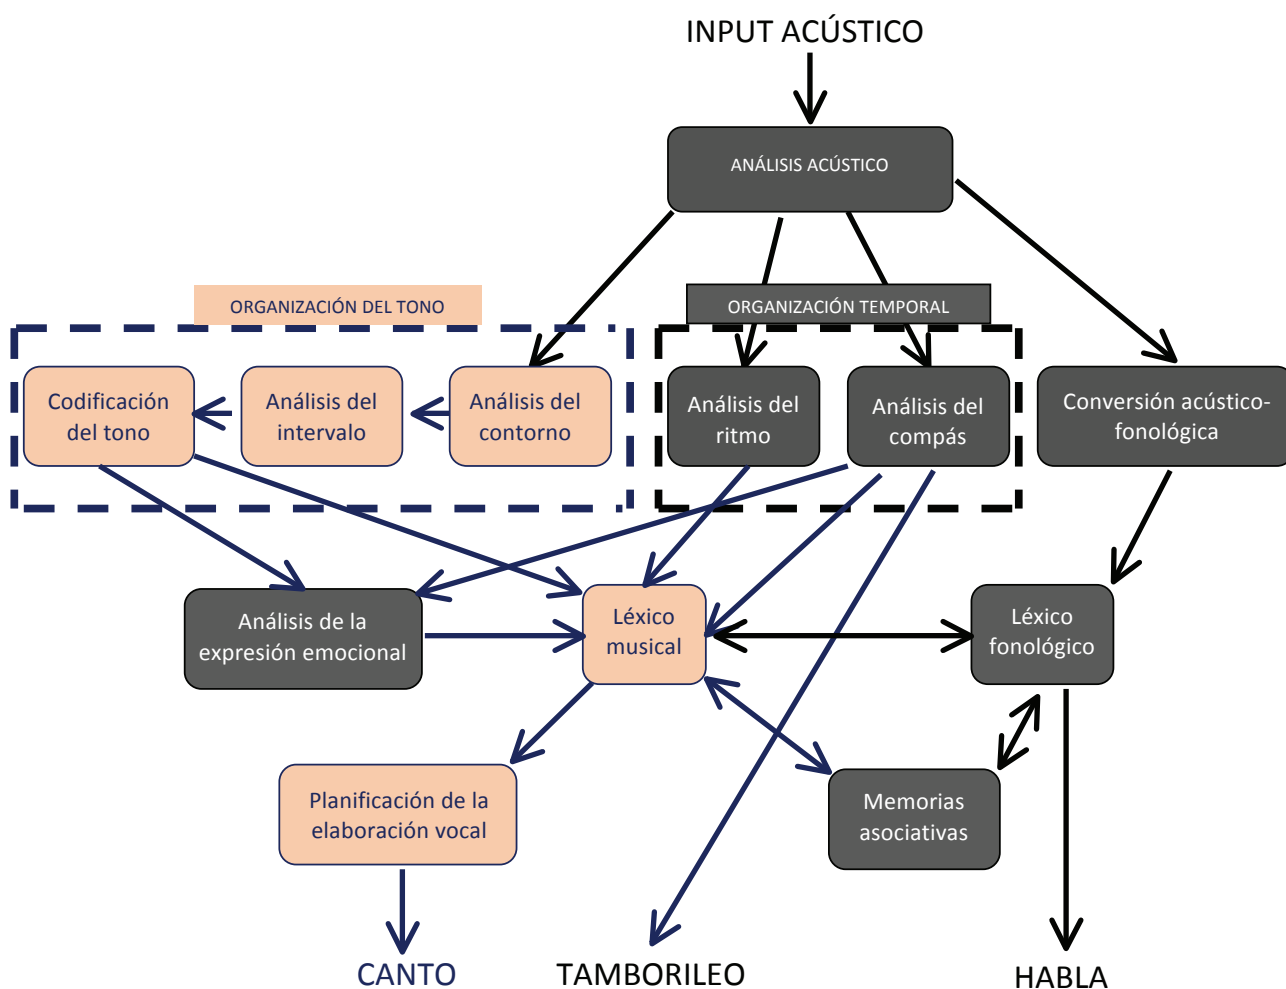 INPUT ACÚSTICO
ANÁLISIS ACÚSTICO
ORGANIZACIÓN DEL TONO
ORGANIZACIÓN TEMPORAL
Codificación
del tono
Análisis del
intervalo
Análisis del
contorno
Análisis del
ritmo
Análisis del
compás
Conversión acústico-
fonológica
Análisis de la
expresión emocional
Léxico
musical
Léxico
fonológico
Planificación de la
elaboración vocal
Memorias
asociativas
CANTO
TAMBORILEO
HABLA